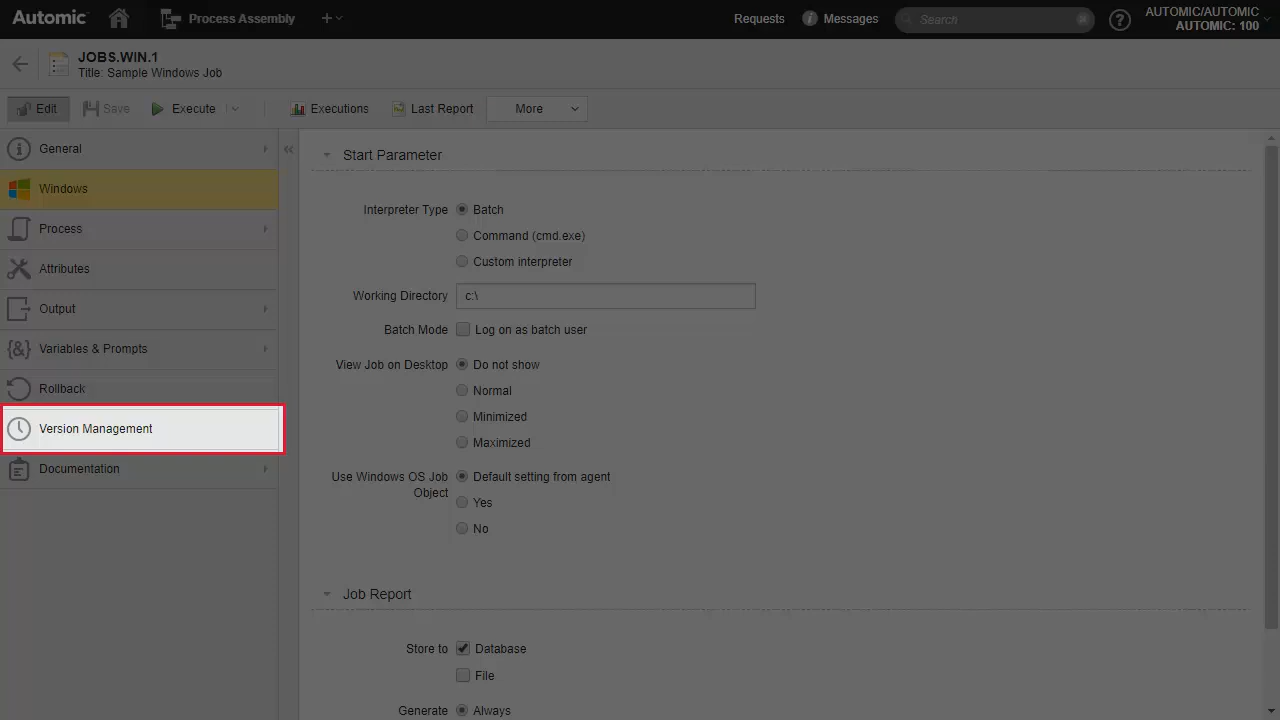 Automic
Process Assembly
Requests
Messages
Search
AUTOMIC/AUTOMIC
AUTOMIC: 100
JOBS.WIN.1
Title: Sample Windows Job
Edit
Save
Execute
Executions
Last Report
More
General
Windows
Process
Attributes
Output
Variables & Prompts
Rollback
Version Management
Documentation
Start Parameter
Interpreter Type
Batch
Command (cmd.exe)
Custom interpreter
Working Directory
c:\
Batch Mode
Log on as batch user
View Job on Desktop
Do not show
Normal
Minimized
Maximized
Use Windows OS Job
Object
Default setting from agent
Yes
No
Job Report
Store to
Database
File
Generate
Always